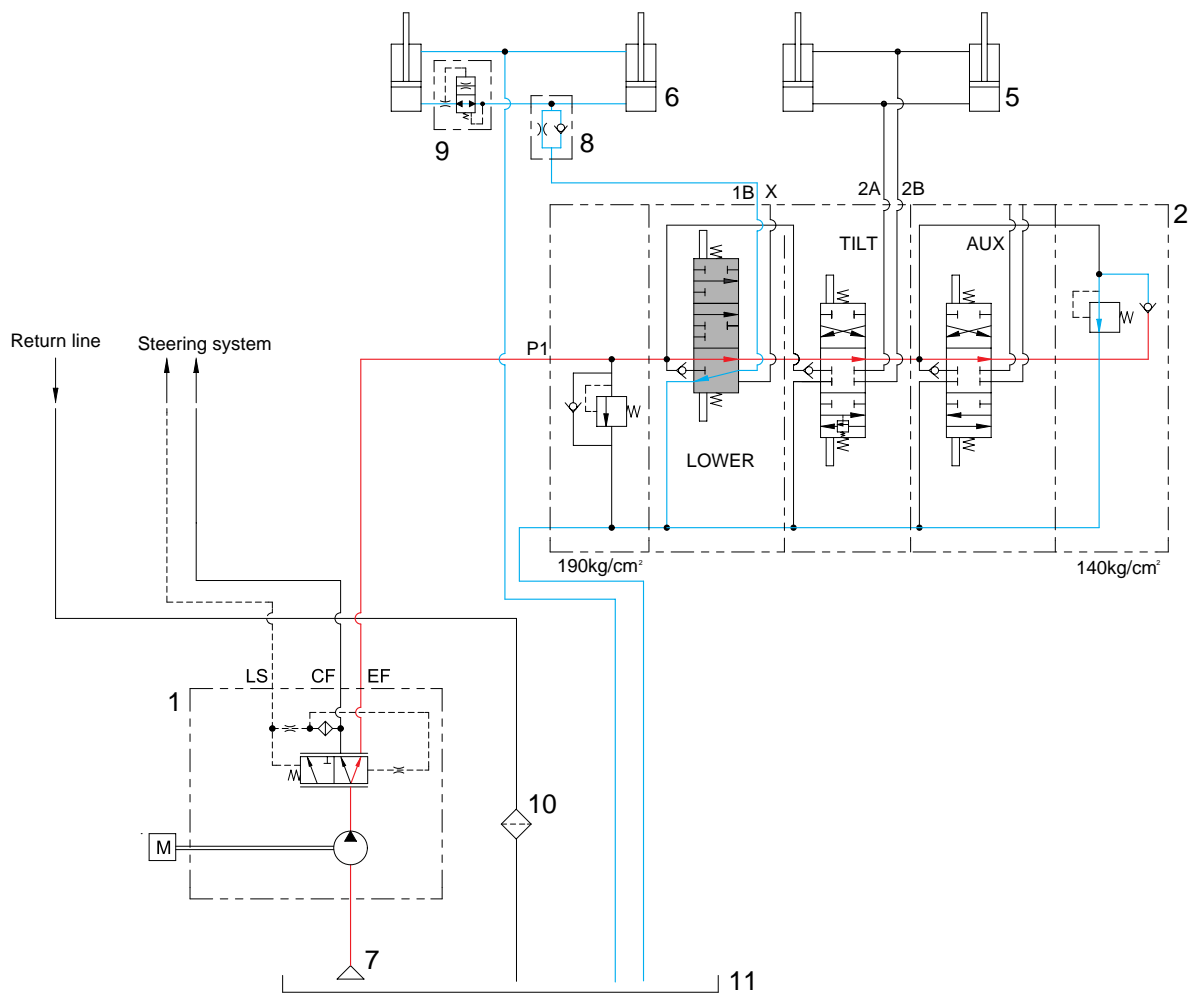 6
5
9
8
1B
X
2A
2B
2
TILT
AUX
Return line
Steering system
P1
LOWER
190kg/cm²
140kg/cm²
LS
CF
EF
1
10
M
7
11